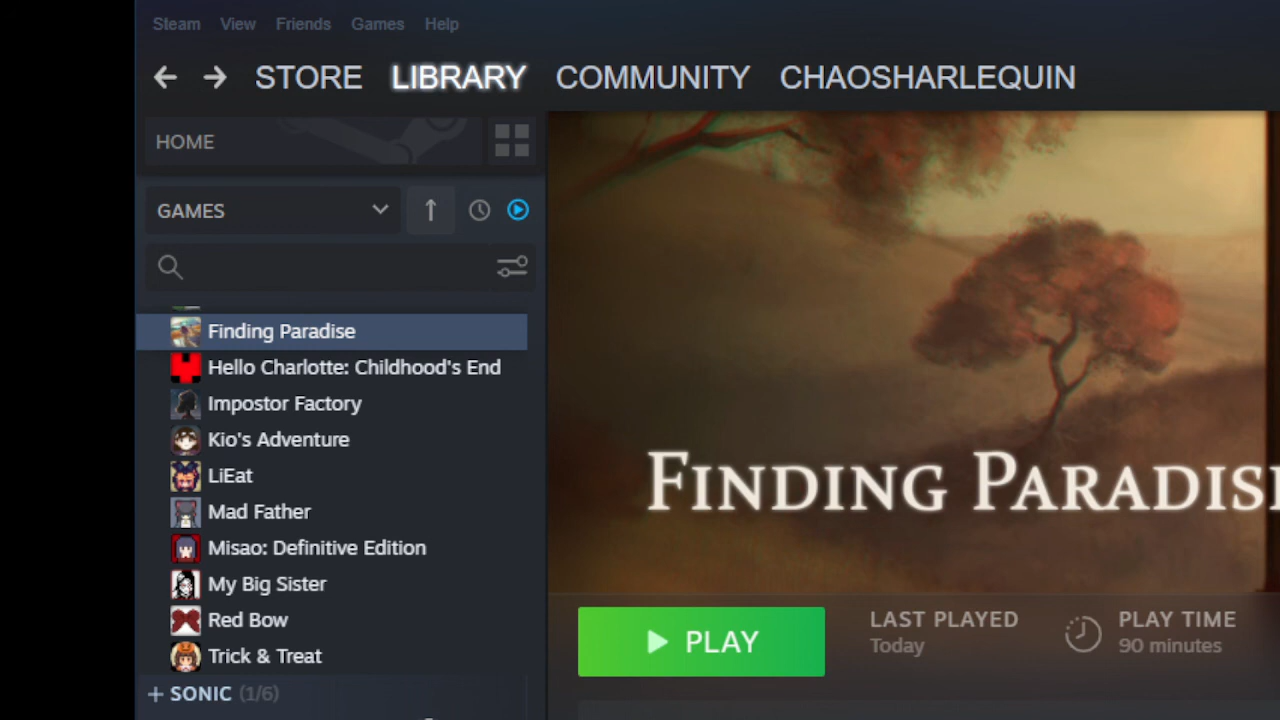 Steam View Friends Games Help
STORE LIBRARY COMMUNITY CHAOSHARLEQUIN
HOME
GAMES
Finding Paradise
Hello Charlotte: Childhood's End
Impostor Factory
Kio's Adventure
LiEat
Mad Father
Misao: Definitive Edition
My Big Sister
Red Bow
Trick & Treat
+ SONIC (1/6)
FINDING PARADISE
PLAY
LAST PLAYED
Today
PLAY TIME
90 minutes